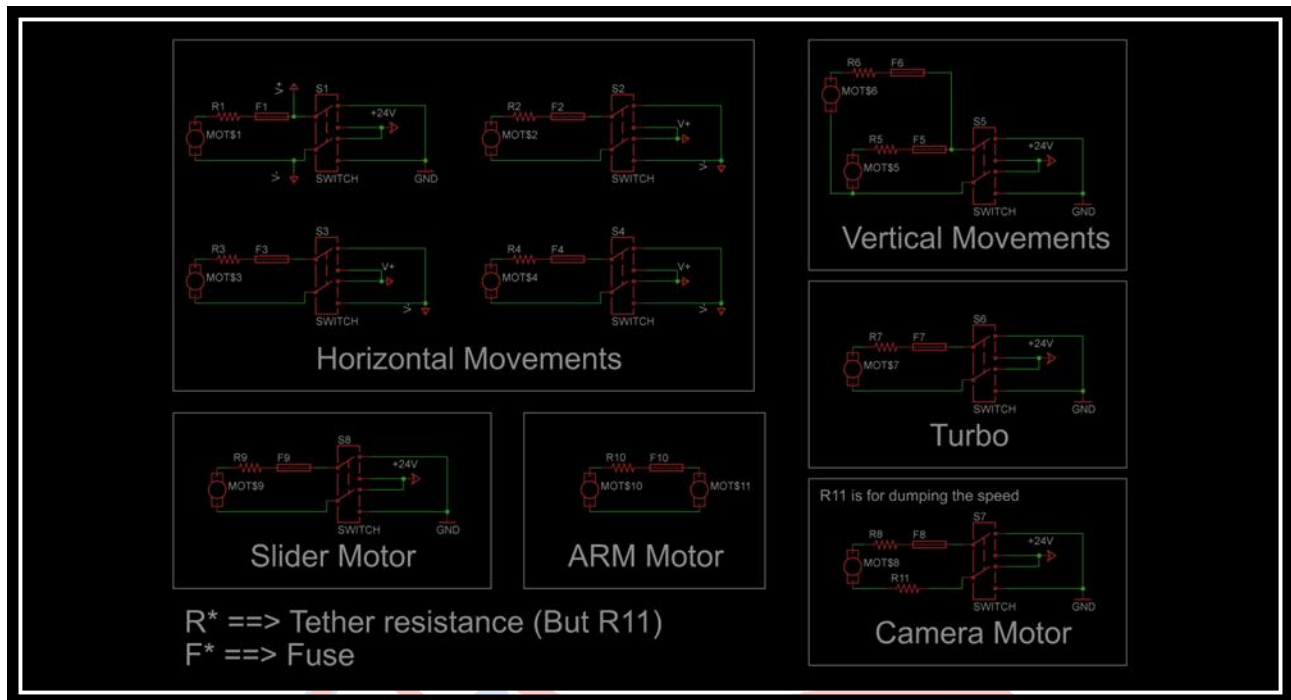 V+
S1
R1
F1
+24V
MOT$1
V-
SWITCH
GND
S2
R2
F2
V+
MOT$2
V-
SWITCH
S3
R3
F3
V+
MOT$3
V-
SWITCH
S4
R4
F4
V+
MOT$4
V-
SWITCH
Horizontal Movements
R6
F6
MOT$6
R5
F5
S5
+24V
MOT$5
SWITCH
GND
Vertical Movements
S6
R7
F7
+24V
MOT$7
SWITCH
GND
Turbo
S8
R9
F9
+24V
MOT$9
SWITCH
GND
Slider Motor
R10
F10
MOT$10
MOT$11
ARM Motor
R11 is for dumping the speed
S7
R8
F8
+24V
MOT$8
R11
SWITCH
GND
Camera Motor
R* ==> Tether resistance (But R11)
F* ==> Fuse